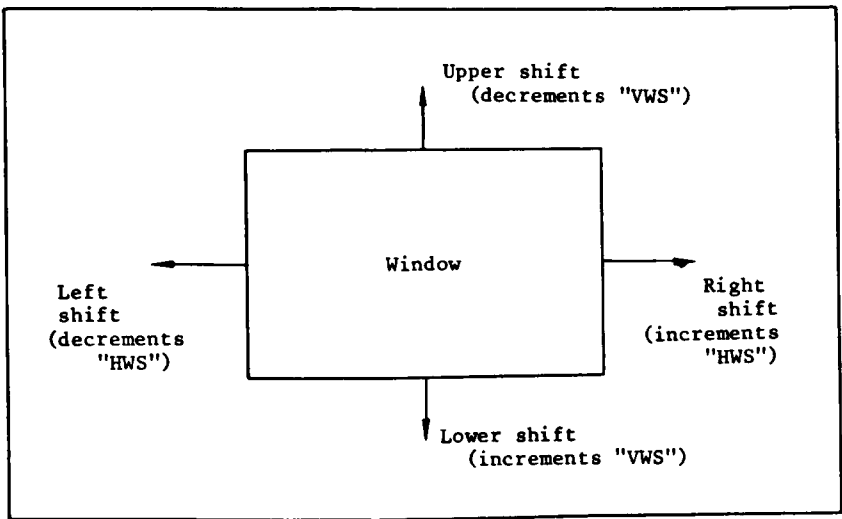 Upper shift
(decrements "VWS")
Window
Left
shift
(decrements
"HWS")
Right
shift
(increments
"HWS")
Lower shift
(increments "VWS")